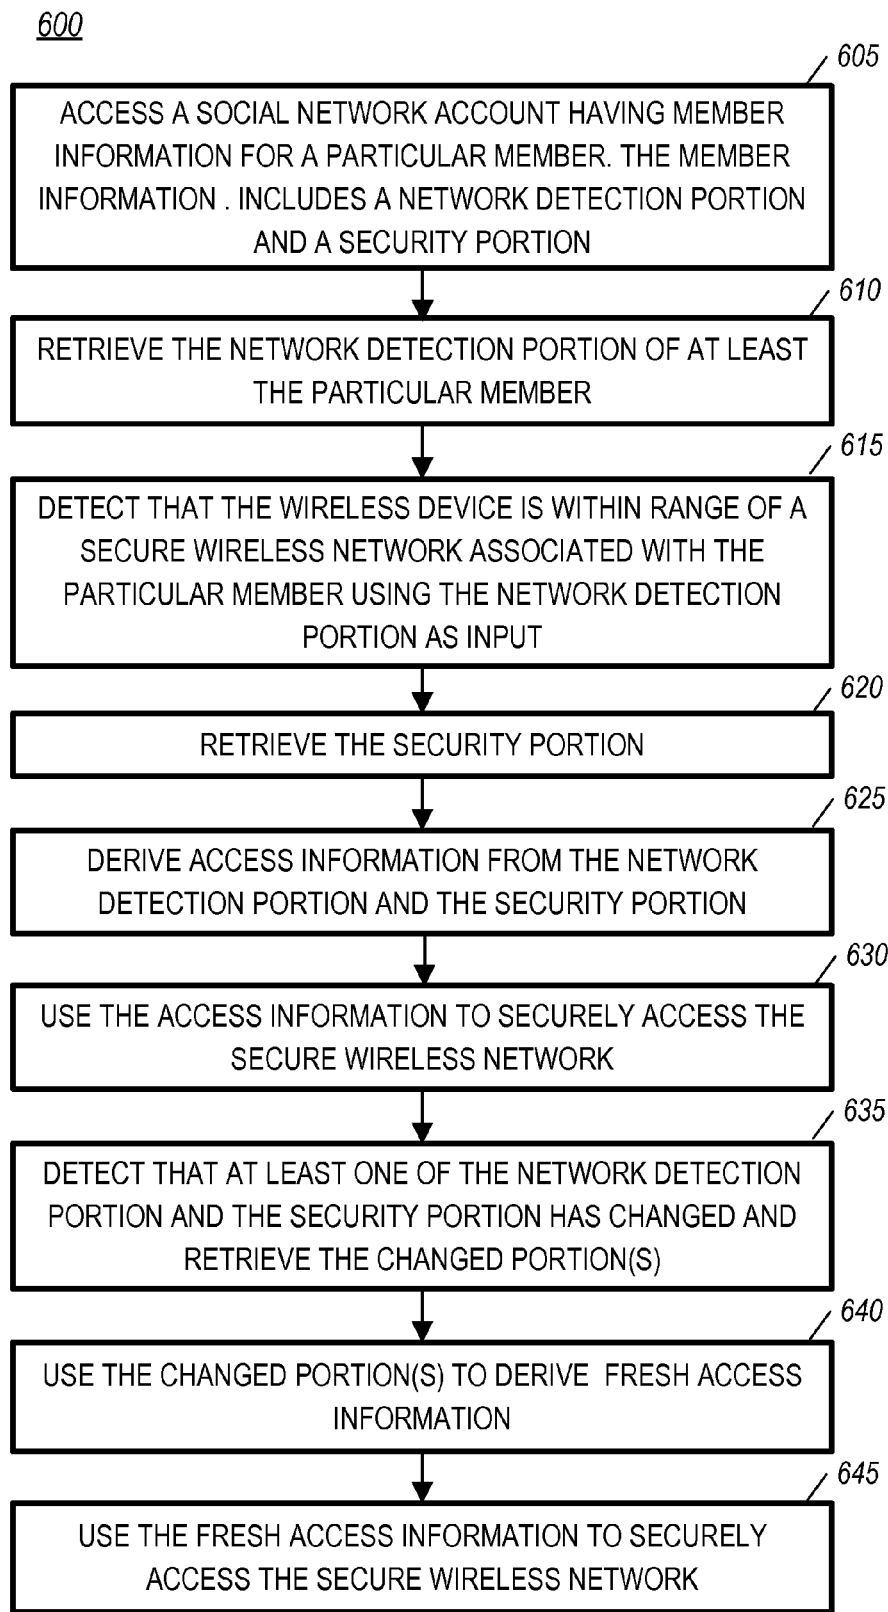 600
605
ACCESS A SOCIAL NETWORK ACCOUNT HAVING MEMBER
INFORMATION FOR A PARTICULAR MEMBER. THE MEMBER
INFORMATION . INCLUDES A NETWORK DETECTION PORTION
AND A SECURITY PORTION
610
RETRIEVE THE NETWORK DETECTION PORTION OF AT LEAST
THE PARTICULAR MEMBER
615
DETECT THAT THE WIRELESS DEVICE IS WITHIN RANGE OF A
SECURE WIRELESS NETWORK ASSOCIATED WITH THE
PARTICULAR MEMBER USING THE NETWORK DETECTION
PORTION AS INPUT
620
RETRIEVE THE SECURITY PORTION
625
DERIVE ACCESS INFORMATION FROM THE NETWORK
DETECTION PORTION AND THE SECURITY PORTION
630
USE THE ACCESS INFORMATION TO SECURELY ACCESS THE
SECURE WIRELESS NETWORK
635
DETECT THAT AT LEAST ONE OF THE NETWORK DETECTION
PORTION AND THE SECURITY PORTION HAS CHANGED AND
RETRIEVE THE CHANGED PORTION(S)
640
USE THE CHANGED PORTION(S) TO DERIVE FRESH ACCESS
INFORMATION
645
USE THE FRESH ACCESS INFORMATION TO SECURELY
ACCESS THE SECURE WIRELESS NETWORK